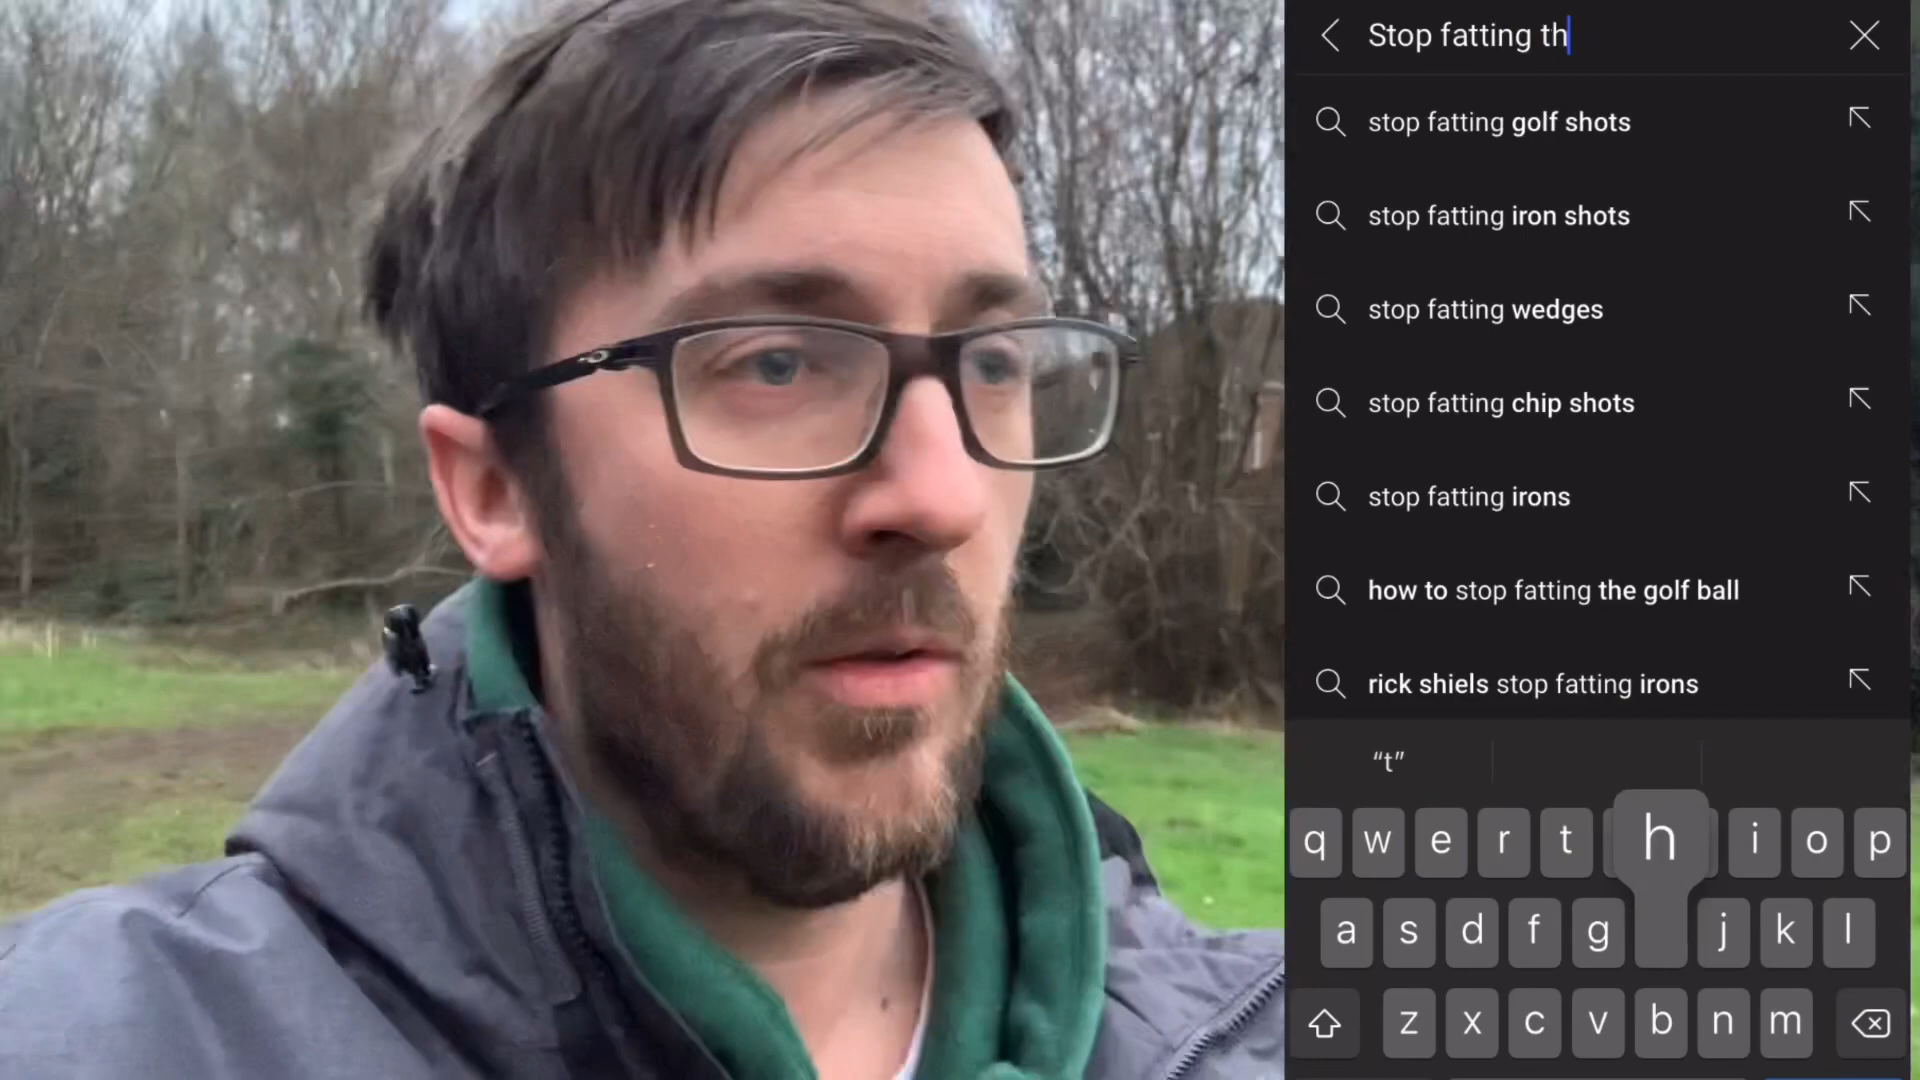 Stop fatting th
stop fatting golf shots
stop fatting iron shots
stop fatting wedges
stop fatting chip shots
stop fatting irons
how to stop fatting the golf ball
rick shiels stop fatting irons
“t”
q w e r t h i o p
a s d f g j k l
z x c v b n m